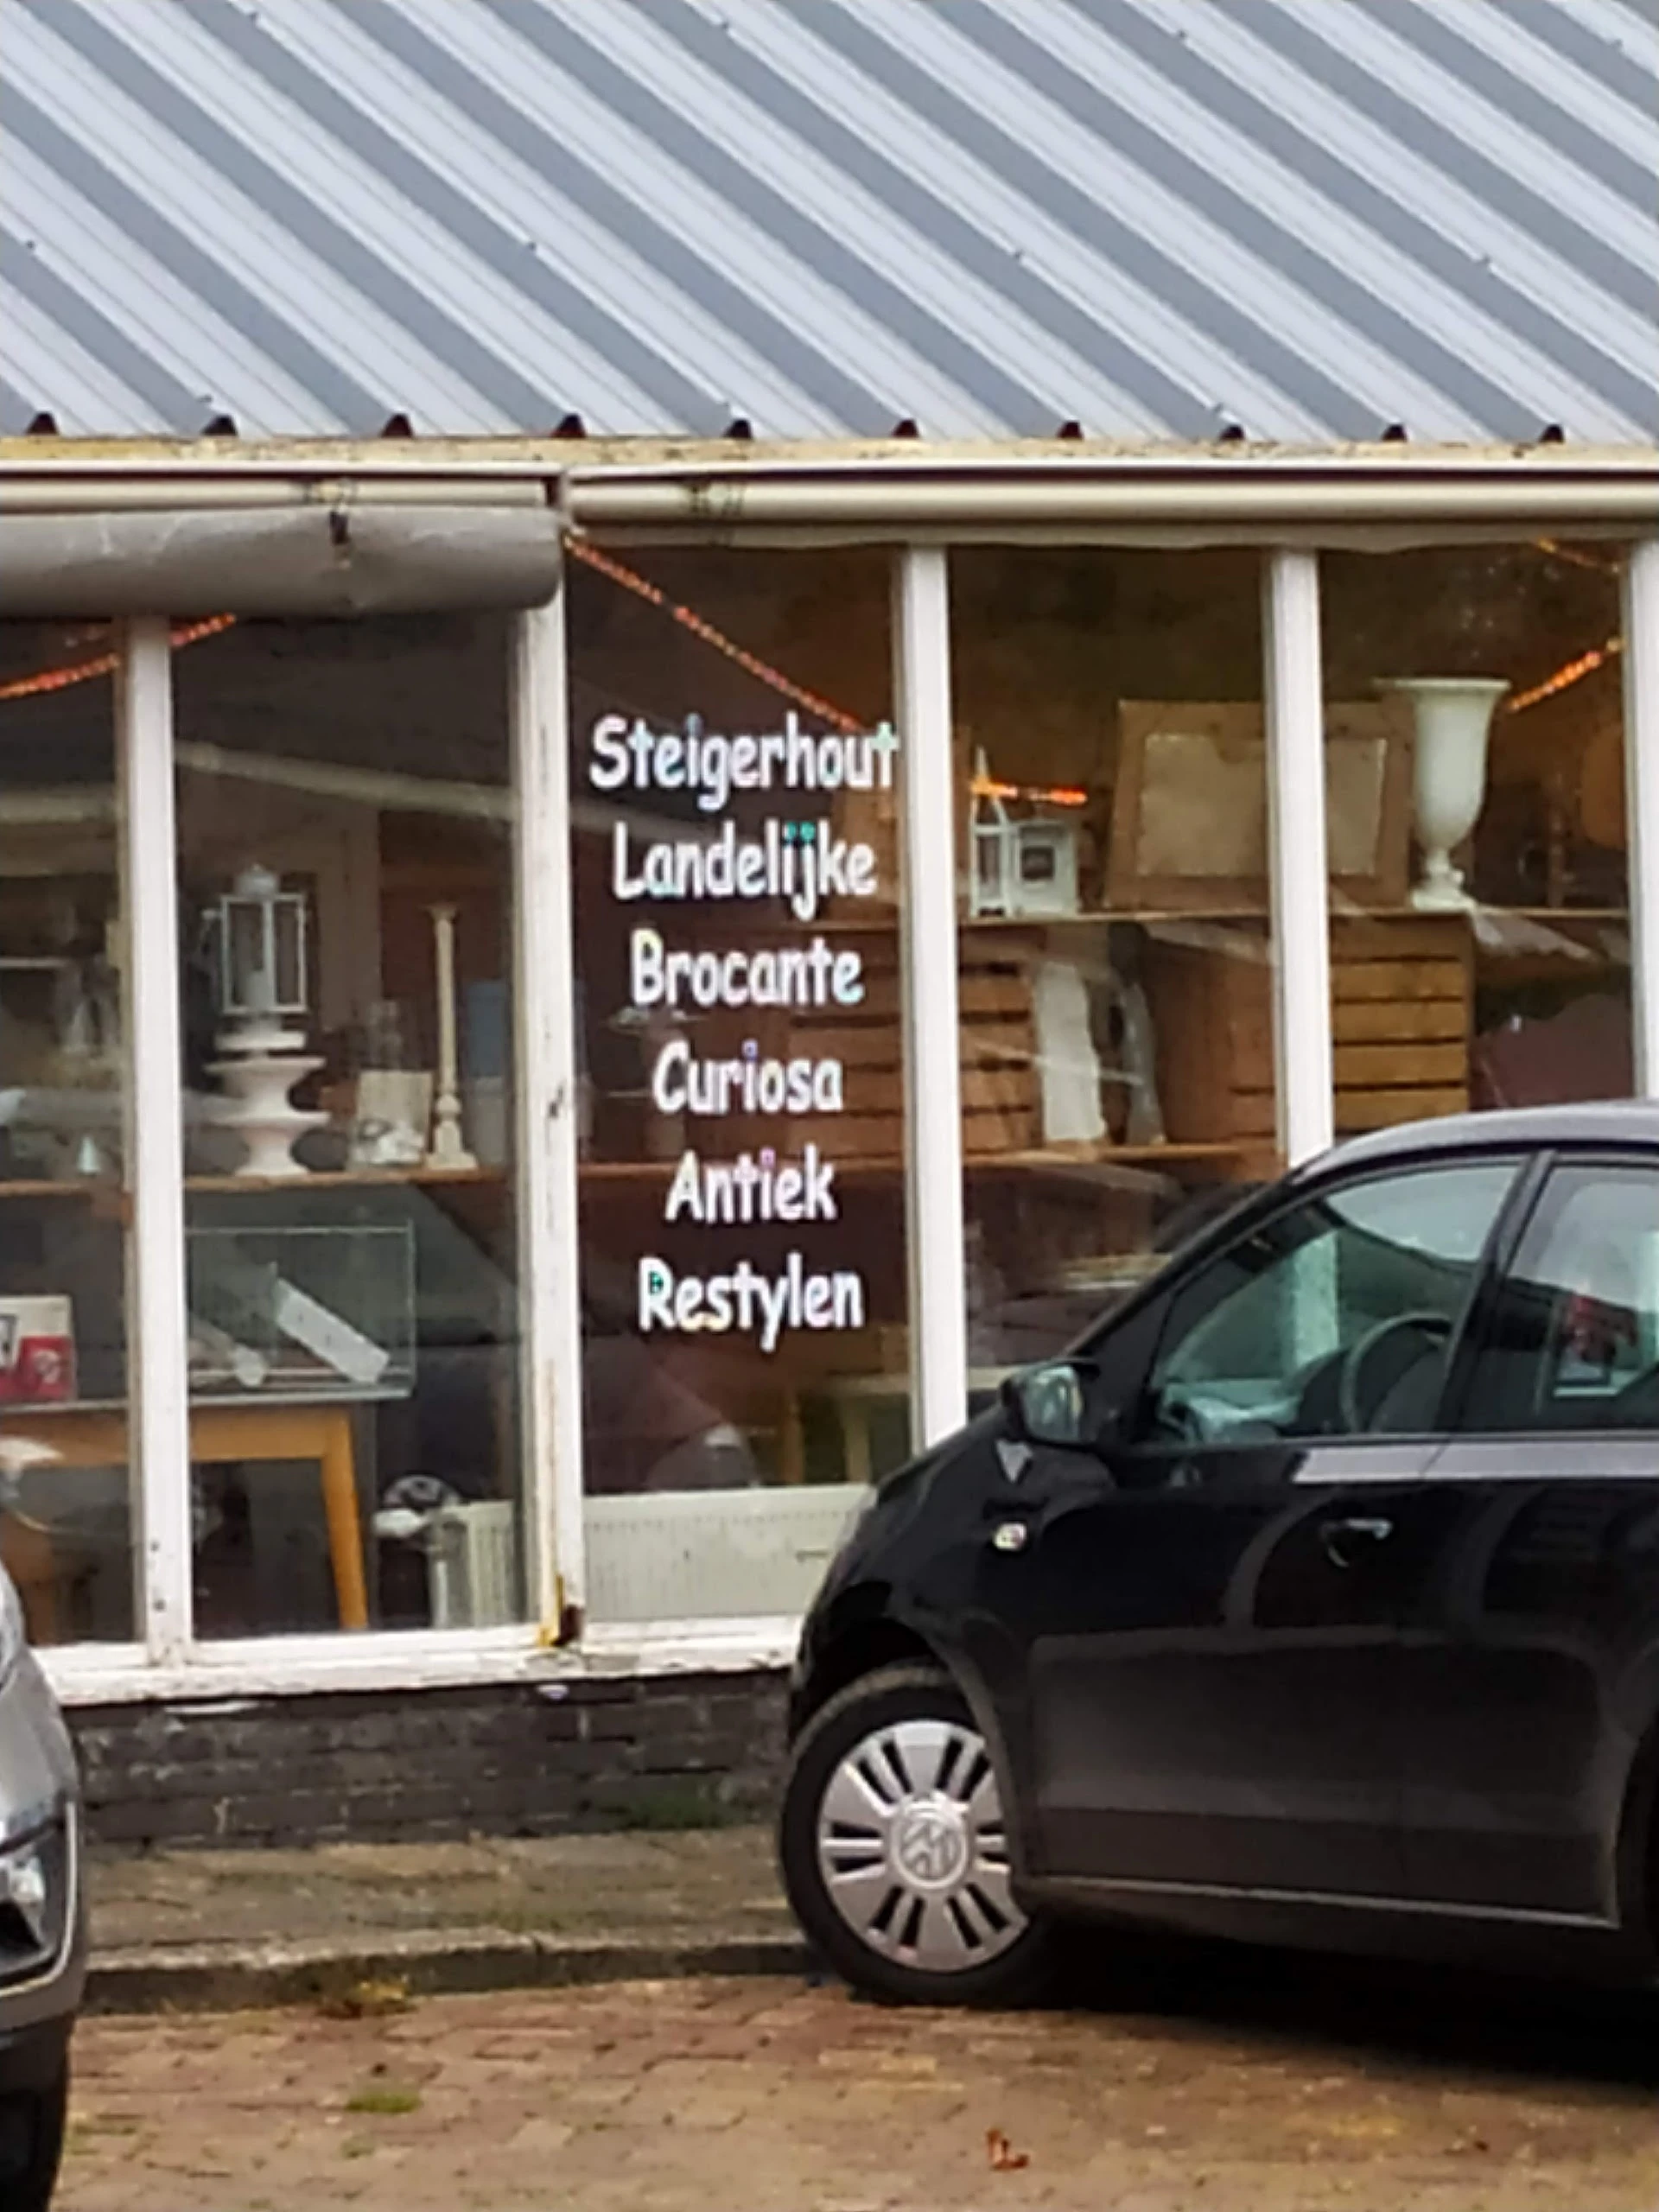 Steigerhout
Landelijke
Brocante
Curiosa
Antiek
Restylen